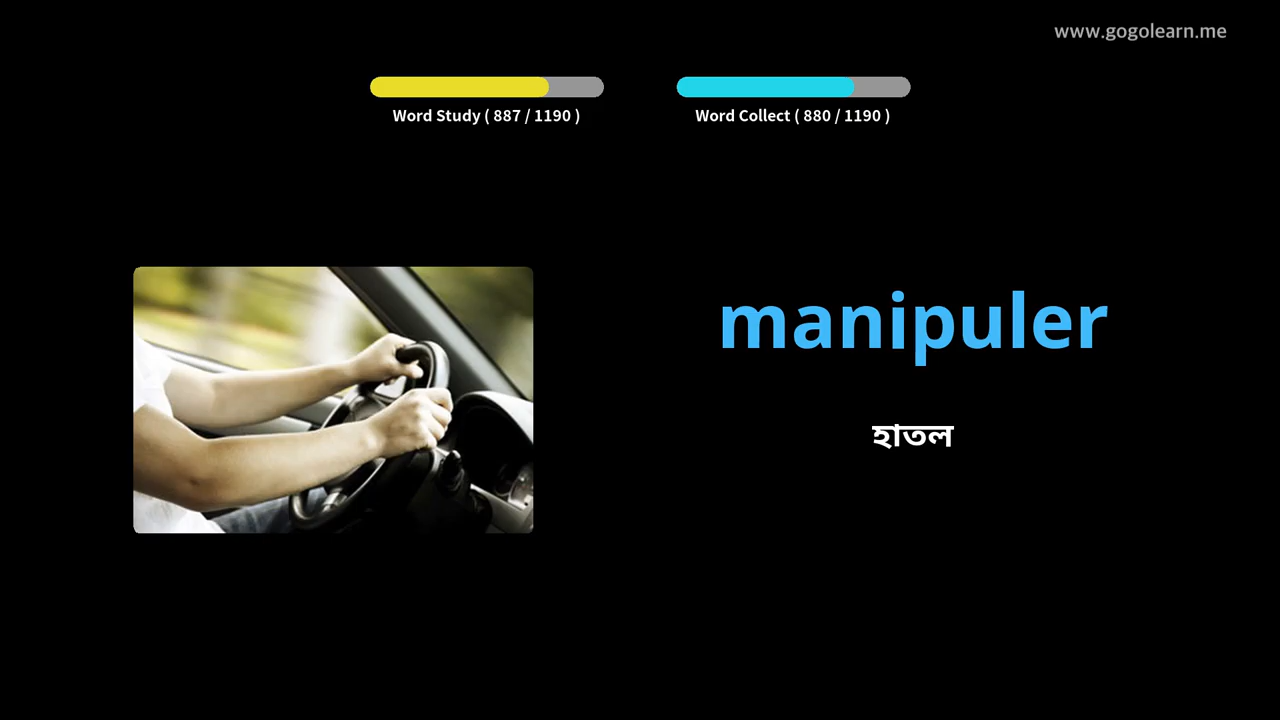 www.gogolearn.me
Word Study ( 887 / 1190 )
Word Collect ( 880 / 1190 )
manipuler
হাতল